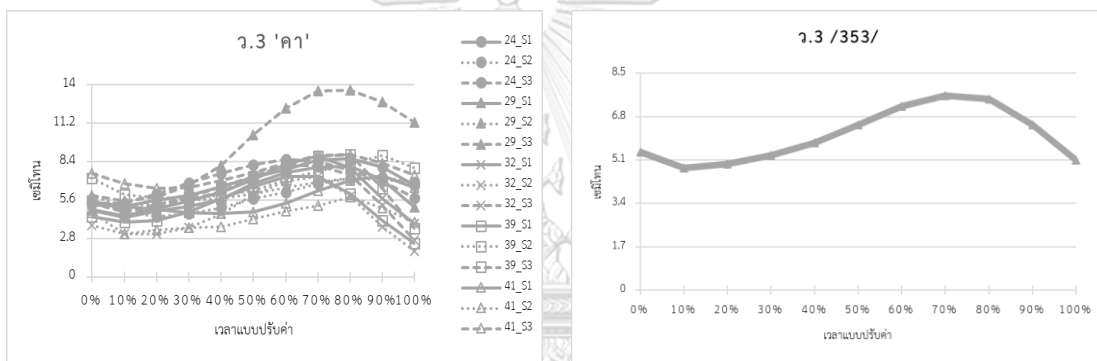 ว.3 'คา'
เซมิโทน
14
11.2
8.4
5.6
2.8
0
0% 10% 20% 30% 40% 50% 60% 70% 80% 90% 100%
เวลาแบบปรับค่า
24_S1
24_S2
24_S3
29_S1
29_S2
29_S3
32_S1
32_S2
32_S3
39_S1
39_S2
39_S3
41_S1
41_S2
41_S3
ว.3 /353/
เซมิโทน
8.5
6.8
5.1
3.4
1.7
0
0% 10% 20% 30% 40% 50% 60% 70% 80% 90% 100%
เวลาแบบปรับค่า